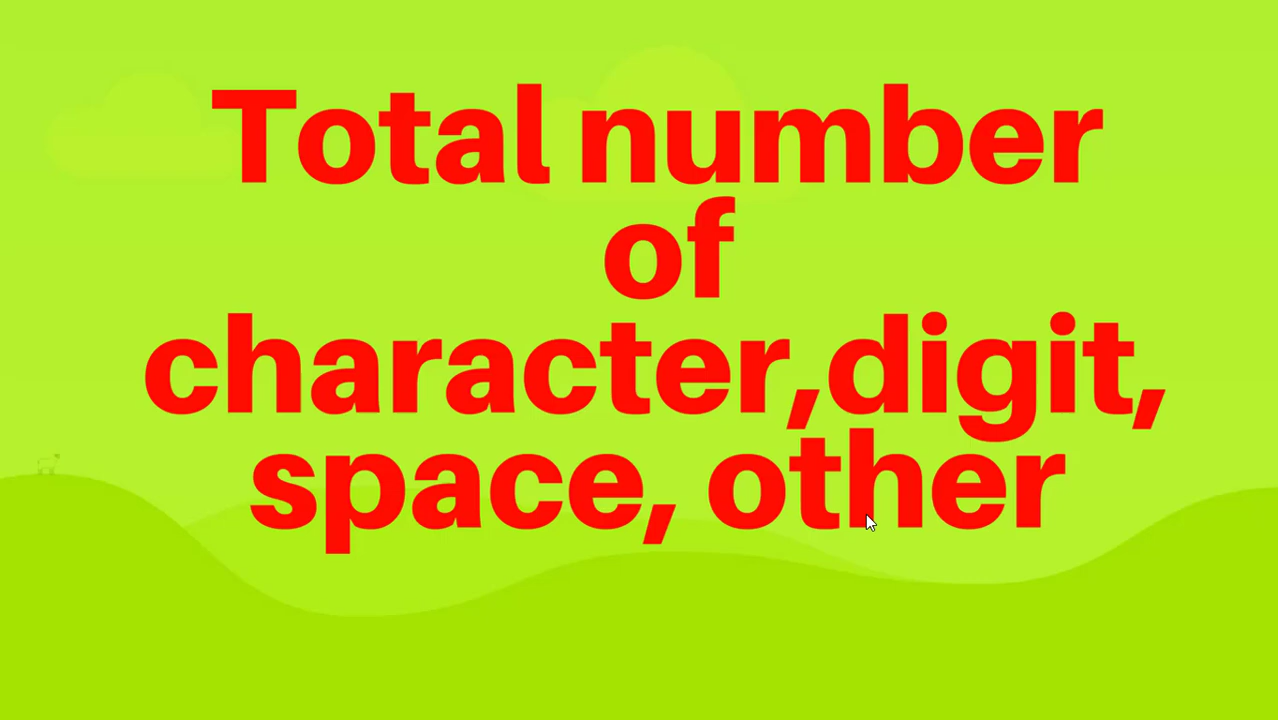 Total number
of
character,digit,
space, other